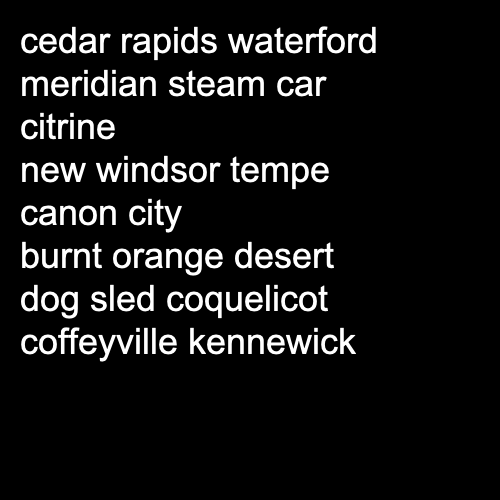 cedar rapids waterford
meridian steam car
citrine
new windsor tempe
canon city
burnt orange desert
dog sled coquelicot
coffeyville kennewick